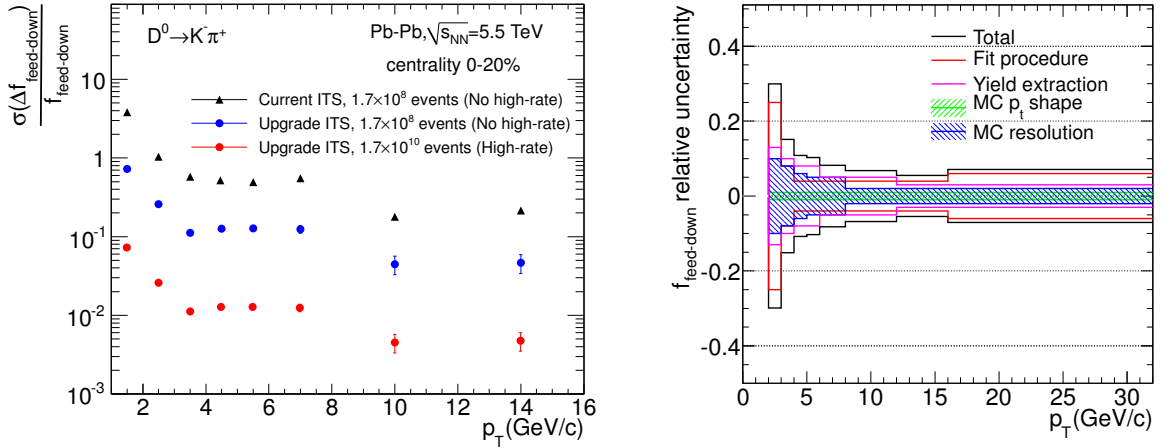 σ(Δf_feed-down)
f_feed-down
D⁰→K⁻π⁺
Pb-Pb,√s_NN=5.5 TeV
centrality 0-20%
Current ITS, 1.7×10⁸ events (No high-rate)
Upgrade ITS, 1.7×10⁸ events (No high-rate)
Upgrade ITS, 1.7×10¹⁰ events (High-rate)
10
1
10⁻¹
10⁻²
10⁻³
2 4 6 8 10 12 14 16
p_T(GeV/c)
f_feed-down relative uncertainty
Total
Fit procedure
Yield extraction
MC p_t shape
MC resolution
0.4
0.2
0
-0.2
-0.4
0 5 10 15 20 25 30
p_T(GeV/c)